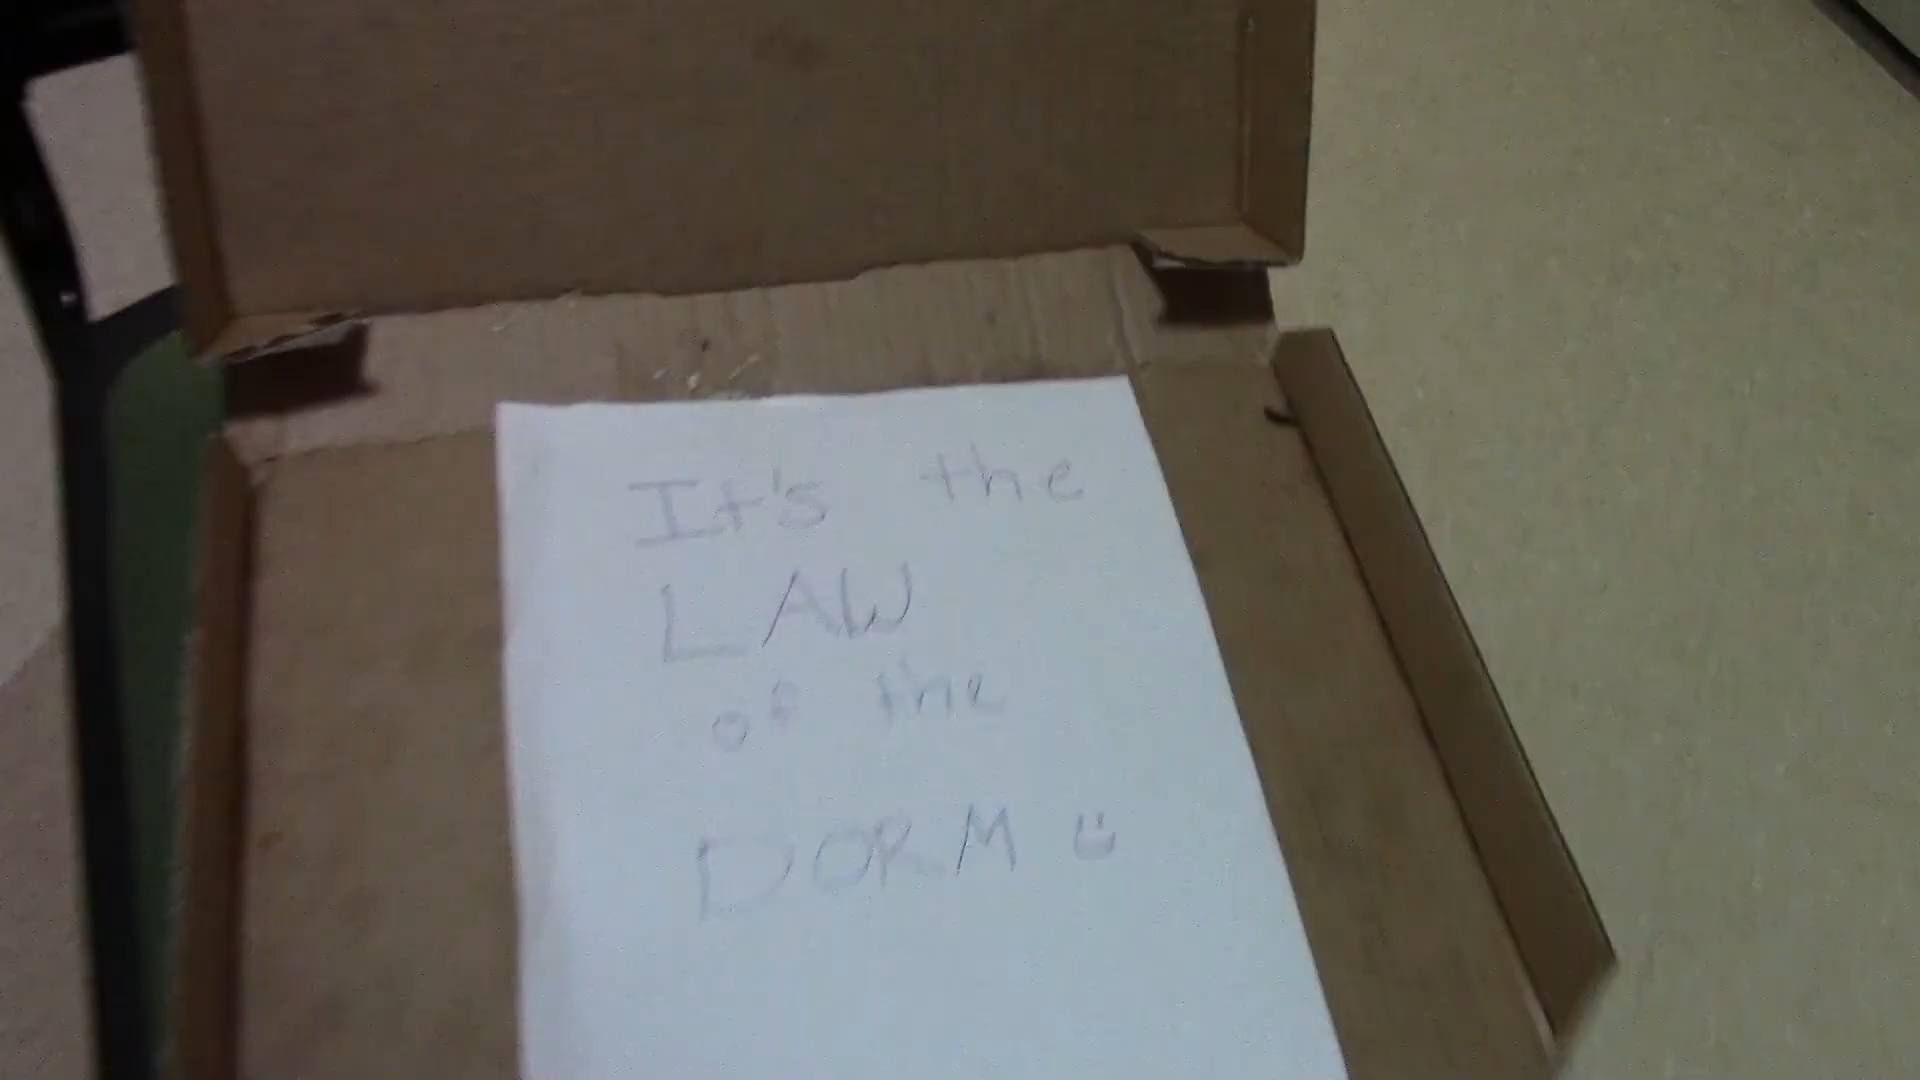 It's the
LAW
of the
DORM :)